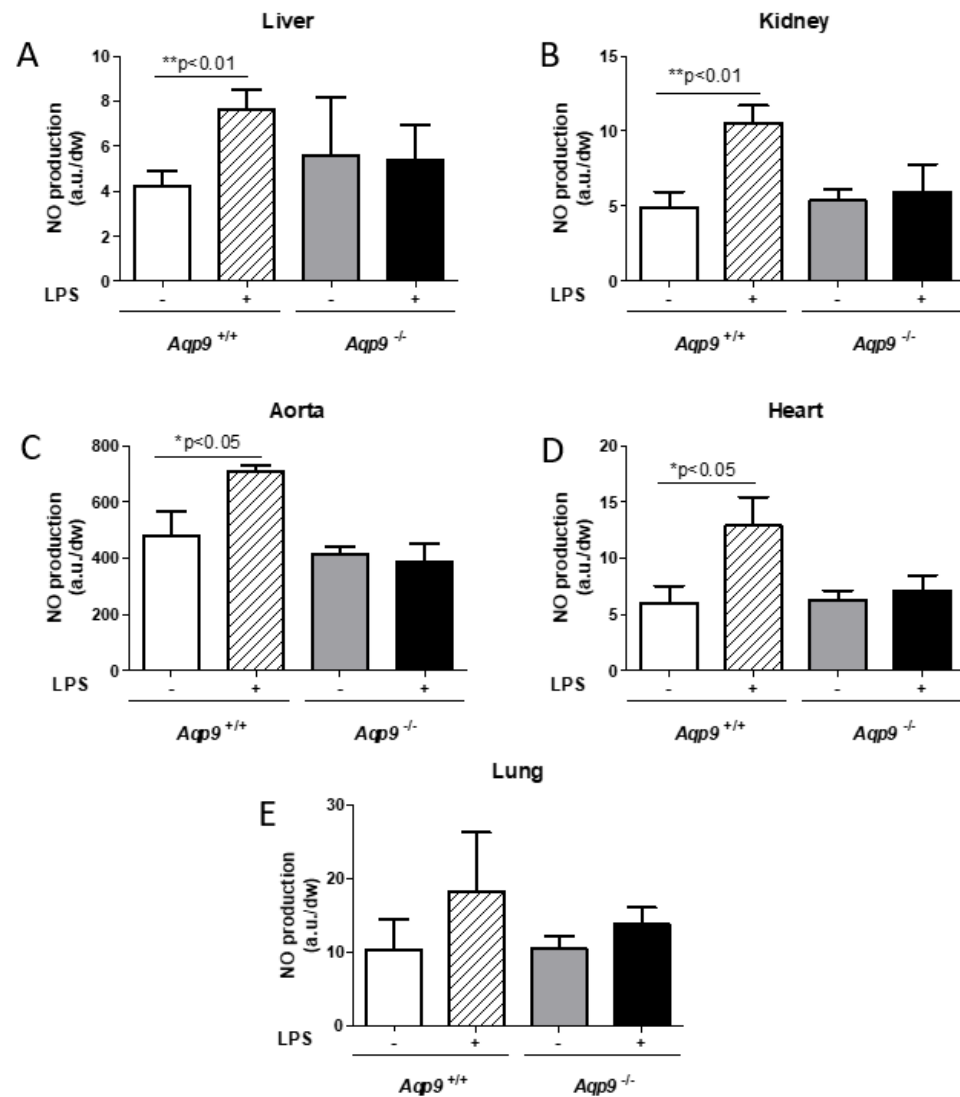 Liver
A
**p<0.01
NO production
(a.u./dw)
10
8
6
4
2
0
LPS - + - +
Aqp9 +/+ Aqp9 -/-
Kidney
B
**p<0.01
NO production
(a.u./dw)
15
10
5
0
LPS - + - +
Aqp9 +/+ Aqp9 -/-
Aorta
C
*p<0.05
NO production
(a.u./dw)
800
600
400
200
0
LPS - + - +
Aqp9 +/+ Aqp9 -/-
Heart
D
*p<0.05
NO production
(a.u./dw)
20
15
10
5
0
LPS - + - +
Aqp9 +/+ Aqp9 -/-
Lung
E
NO production
(a.u./dw)
30
20
10
0
LPS - + - +
Aqp9 +/+ Aqp9 -/-